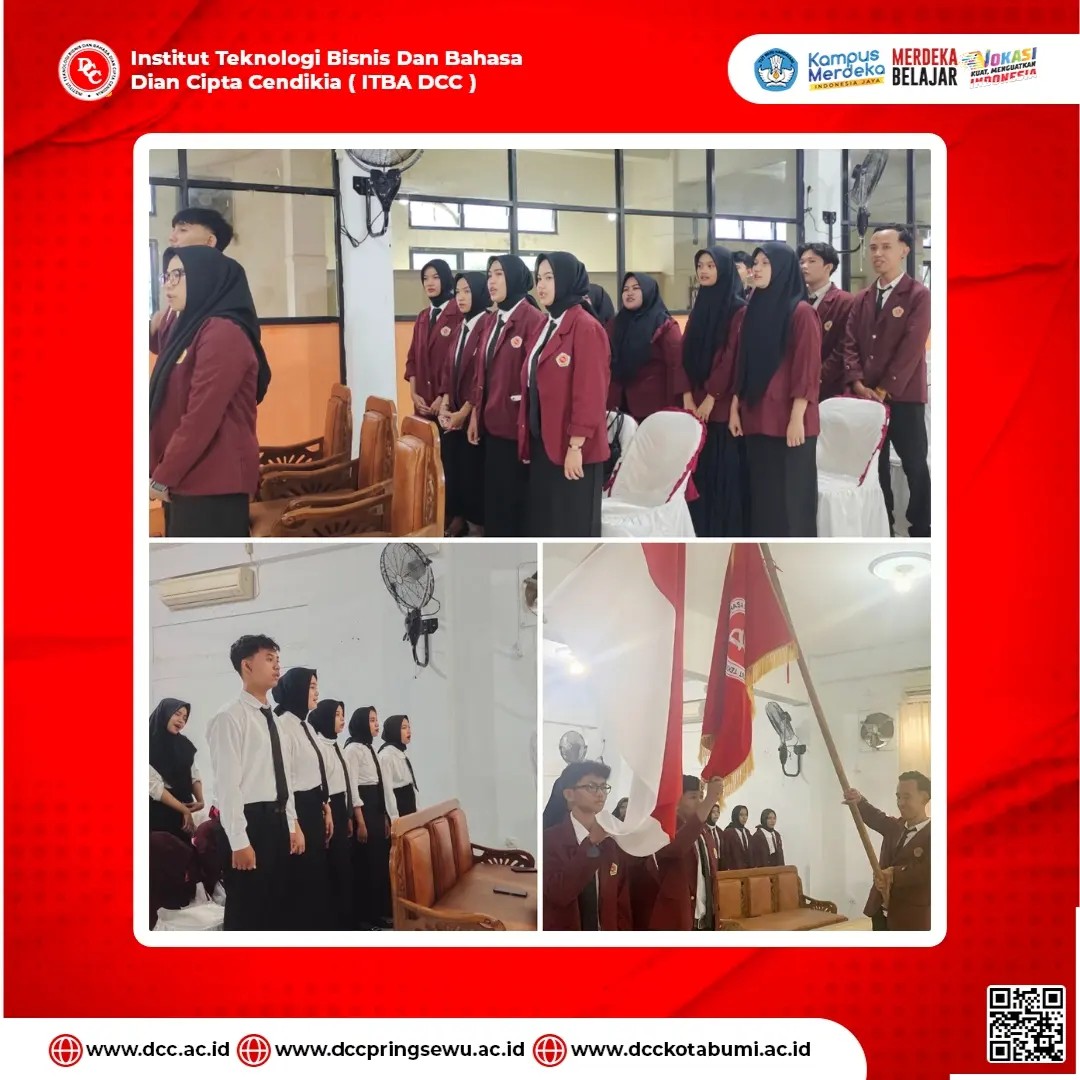 Institut Teknologi Bisnis Dan Bahasa
Dian Cipta Cendikia ( ITBA DCC )
DCC
Kampus
Merdeka
INDONESIA JAYA
MERDEKA
BELAJAR
VOKASI
KUAT, MENGUATKAN
INDONESIA
www.dcc.ac.id
www.dccpringsewu.ac.id
www.dcckotabumi.ac.id